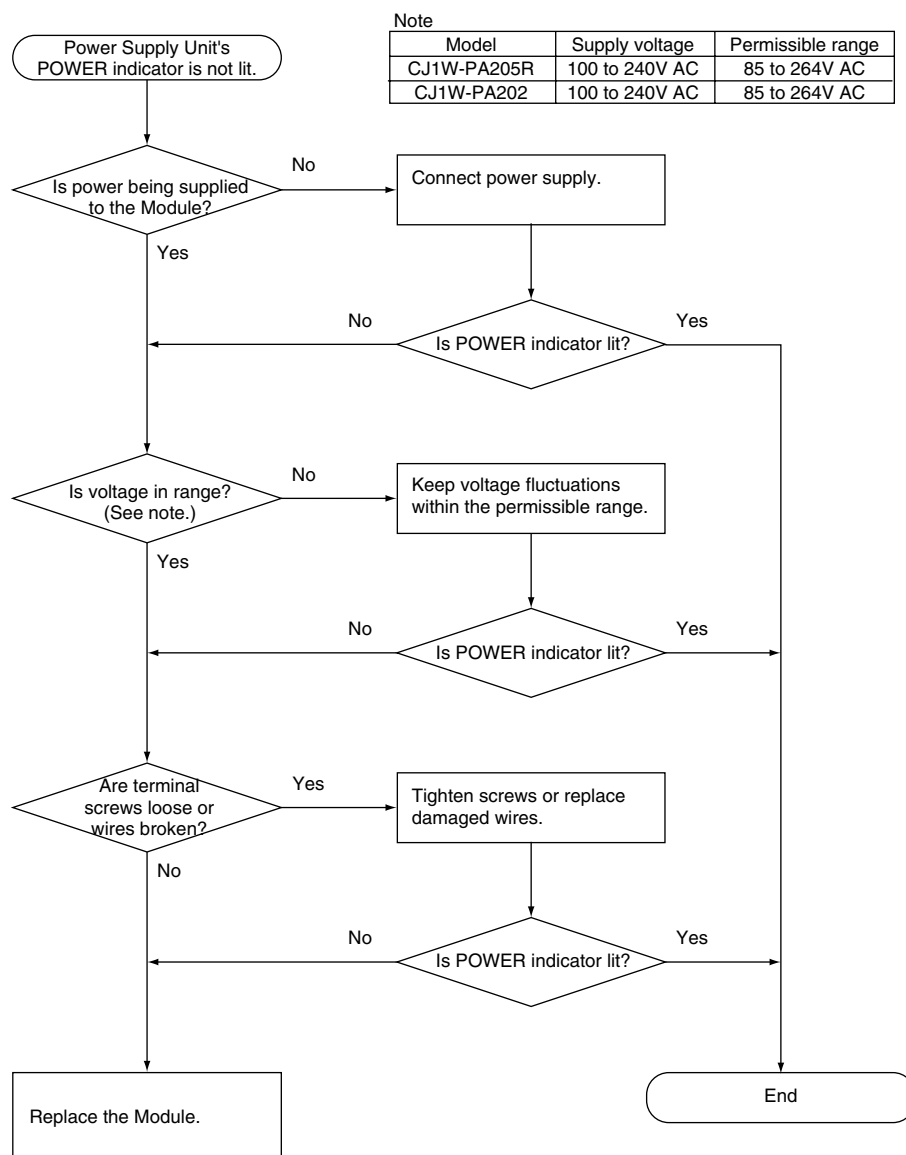 Note
Model Supply voltage Permissible range
CJ1W-PA205R 100 to 240V AC 85 to 264V AC
CJ1W-PA202 100 to 240V AC 85 to 264V AC
Power Supply Unit's
POWER indicator is not lit.
Is power being supplied
to the Module?
No
Connect power supply.
Yes
Is POWER indicator lit?
No
Yes
Is voltage in range?
(See note.)
No
Keep voltage fluctuations
within the permissible range.
Yes
Is POWER indicator lit?
No
Yes
Are terminal
screws loose or
wires broken?
Yes
Tighten screws or replace
damaged wires.
No
Is POWER indicator lit?
No
Yes
Replace the Module.
End